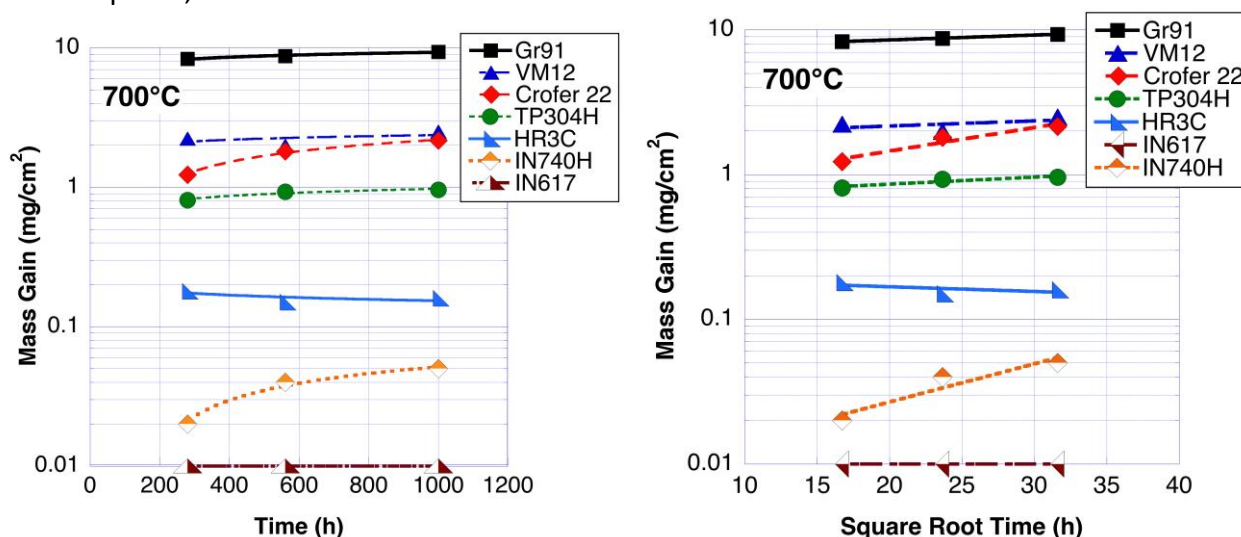 10
1
0.1
0.01
Mass Gain (mg/cm²)
700°C
0 200 400 600 800 1000 1200
Time (h)
Gr91
VM12
Crofer 22
TP304H
HR3C
IN740H
IN617
10
1
0.1
0.01
Mass Gain (mg/cm²)
700°C
10 15 20 25 30 35 40
Square Root Time (h)
Gr91
VM12
Crofer 22
TP304H
HR3C
IN617
IN740H